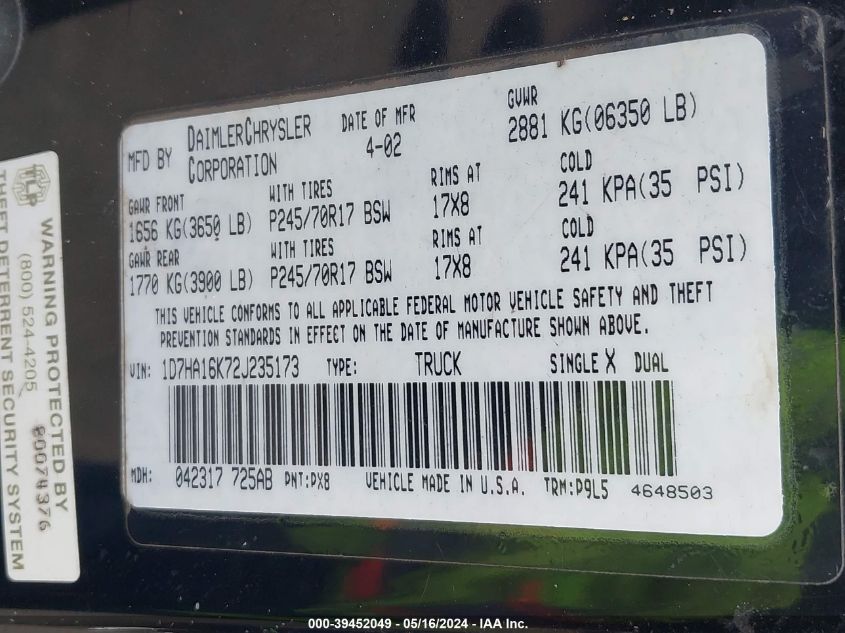 MFD BY DAIMLERCHRYSLER CORPORATION
DATE OF MFR 4-02
GVWR 2881 KG(06350 LB)
GAWR FRONT WITH TIRES RIMS AT COLD
1656 KG(3650 LB) P245/70R17 BSW 17X8 241 KPA(35 PSI)
GAWR REAR WITH TIRES RIMS AT COLD
1770 KG(3900 LB) P245/70R17 BSW 17X8 241 KPA(35 PSI)
THIS VEHICLE CONFORMS TO ALL APPLICABLE FEDERAL MOTOR VEHICLE SAFETY AND THEFT
PREVENTION STANDARDS IN EFFECT ON THE DATE OF MANUFACTURE SHOWN ABOVE.
VIN: 1D7HA16K72J235173 TYPE: TRUCK SINGLE X DUAL
MDH: 042317 725AB PNT:PX8 VEHICLE MADE IN U.S.A. TRM:P9L5 4648503
WARNING PROTECTED BY
(800) 524-4205 80074376
THEFT DETERRENT SECURITY SYSTEM
000-39452049 - 05/16/2024 - IAA Inc.